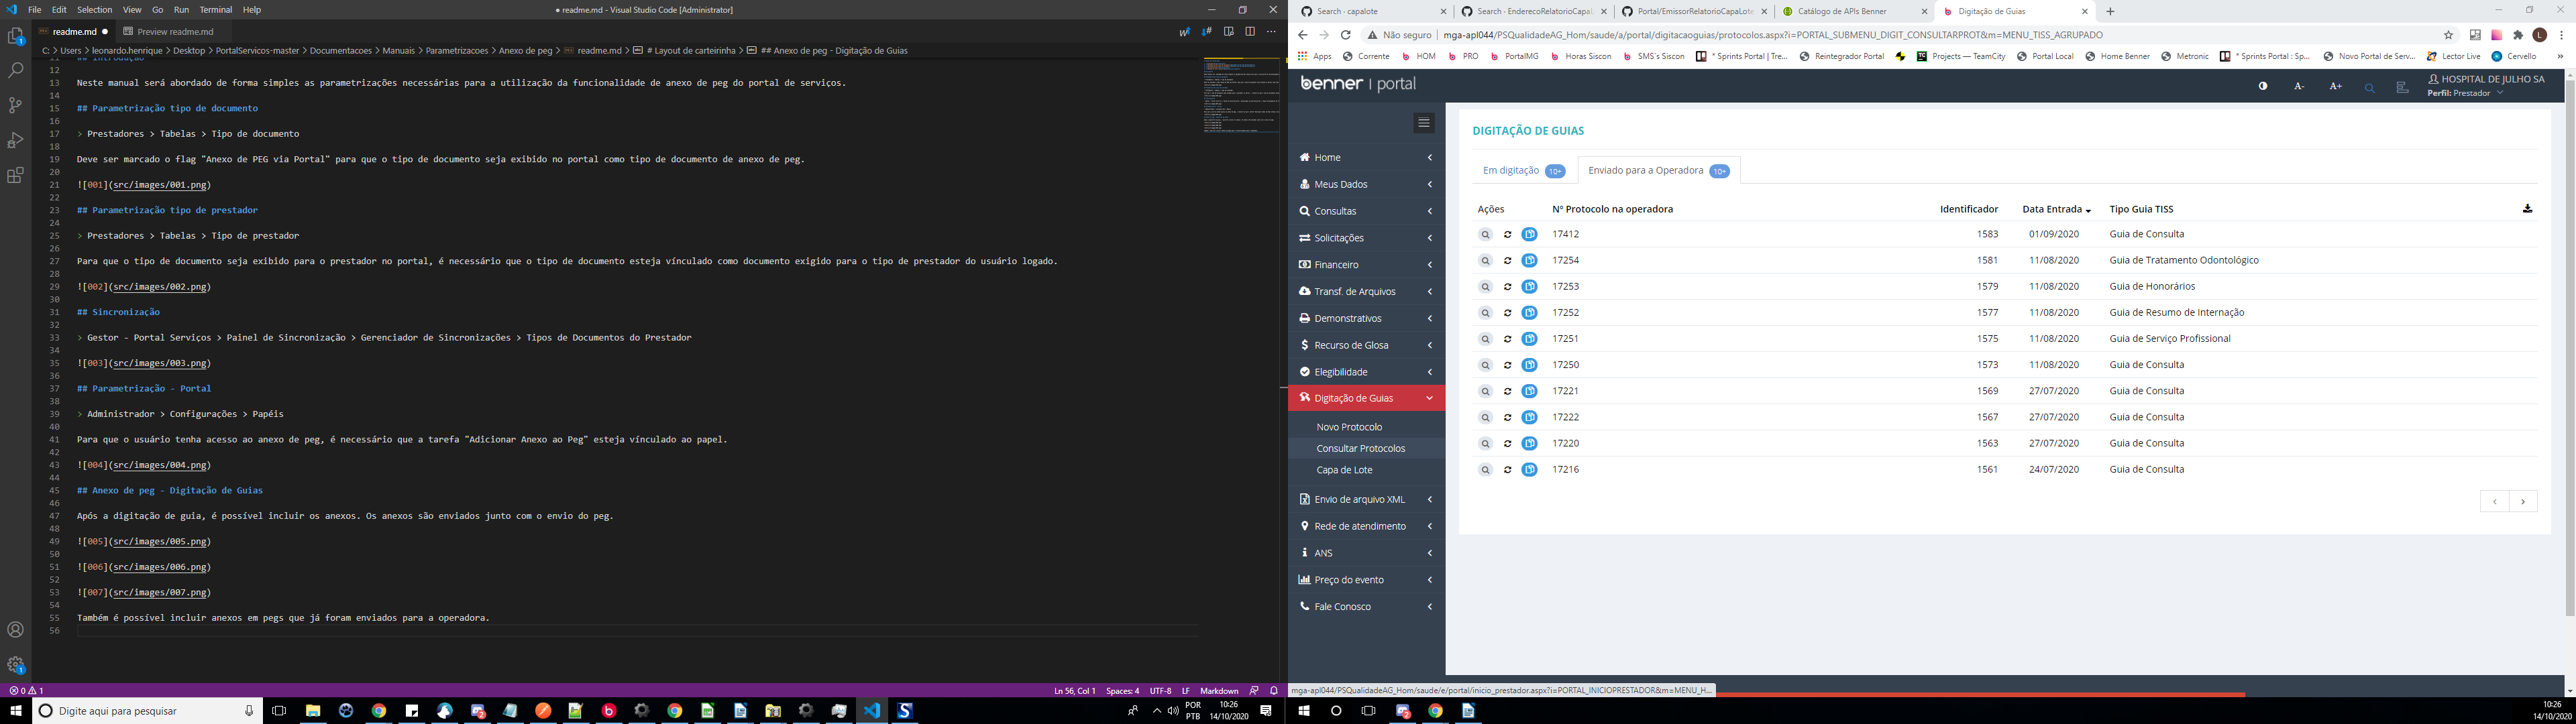 File Edit Selection View Go Run Terminal Help
● readme.md - Visual Studio Code [Administrator]
readme.md ● Preview readme.md
C: > Users > leonardo.henrique > Desktop > PortalServicos-master > Documentacoes > Manuais > Parametrizacoes > Anexo de peg > readme.md > # Layout de carteirinha > ## Anexo de peg - Digitação de Guias
11 ## Introdução
12
13 Neste manual será abordado de forma simples as parametrizações necessárias para a utilização da funcionalidade de anexo de peg do portal de serviços.
14
15 ## Parametrização tipo de documento
16
17 > Prestadores > Tabelas > Tipo de documento
18
19 Deve ser marcado o flag "Anexo de PEG via Portal" para que o tipo de documento seja exibido no portal como tipo de documento de anexo de peg.
20
21 ![001](src/images/001.png)
22
23 ## Parametrização tipo de prestador
24
25 > Prestadores > Tabelas > Tipo de prestador
26
27 Para que o tipo de documento seja exibido para o prestador no portal, é necessário que o tipo de documento esteja vínculado como documento exigido para o tipo de prestador do usuário logado.
28
29 ![002](src/images/002.png)
30
31 ## Sincronização
32
33 > Gestor - Portal Serviços > Painel de Sincronização > Gerenciador de Sincronizações > Tipos de Documentos do Prestador
34
35 ![003](src/images/003.png)
36
37 ## Parametrização - Portal
38
39 > Administrador > Configurações > Papéis
40
41 Para que o usuário tenha acesso ao anexo de peg, é necessário que a tarefa "Adicionar Anexo ao Peg" esteja vínculado ao papel.
42
43 ![004](src/images/004.png)
44
45 ## Anexo de peg - Digitação de Guias
46
47 Após a digitação de guia, é possível incluir os anexos. Os anexos são enviados junto com o envio do peg.
48
49 ![005](src/images/005.png)
50
51 ![006](src/images/006.png)
52
53 ![007](src/images/007.png)
54
55 Também é possível incluir anexos em pegs que já foram enviados para a operadora.
56
1
1
0 1
Ln 56, Col 1 Spaces: 4 UTF-8 LF Markdown
Digite aqui para pesquisar
2
POR
PTB
10:26
14/10/2020
Search · capalote
Search · EnderecoRelatorioCapaL
Portal/EmissorRelatorioCapaLote
Catálogo de APIs Benner
Digitação de Guias
Não seguro | mga-apl044/PSQualidadeAG_Hom/saude/a/portal/digitacaoguias/protocolos.aspx?i=PORTAL_SUBMENU_DIGIT_CONSULTARPROT&m=MENU_TISS_AGRUPADO
L
Apps Corrente HOM PRO PortalMG Horas Siscon SMS´s Siscon * Sprints Portal | Tre... Reintegrador Portal Projects — TeamCity Portal Local Home Benner Metronic * Sprints Portal : Sp... Novo Portal de Serv... Lector Live Cervello »
benner | portal
A- A+
HOSPITAL DE JULHO SA
Perfil: Prestador
Home
Meus Dados
Consultas
Solicitações
Financeiro
Transf. de Arquivos
Demonstrativos
Recurso de Glosa
Elegibilidade
Digitação de Guias
Novo Protocolo
Consultar Protocolos
Capa de Lote
Envio de arquivo XML
Rede de atendimento
ANS
Preço do evento
Fale Conosco
DIGITAÇÃO DE GUIAS
Em digitação 10+ Enviado para a Operadora 10+
Ações Nº Protocolo na operadora Identificador Data Entrada Tipo Guia TISS
17412 1583 01/09/2020 Guia de Consulta
17254 1581 11/08/2020 Guia de Tratamento Odontológico
17253 1579 11/08/2020 Guia de Honorários
17252 1577 11/08/2020 Guia de Resumo de Internação
17251 1575 11/08/2020 Guia de Serviço Profissional
17250 1573 11/08/2020 Guia de Consulta
17221 1569 27/07/2020 Guia de Consulta
17222 1567 27/07/2020 Guia de Consulta
17220 1563 27/07/2020 Guia de Consulta
17216 1561 24/07/2020 Guia de Consulta
mga-apl044/PSQualidadeAG_Hom/saude/e/portal/inicio_prestador.aspx?i=PORTAL_INICIOPRESTADOR&m=MENU_H...
2
10:26
14/10/2020